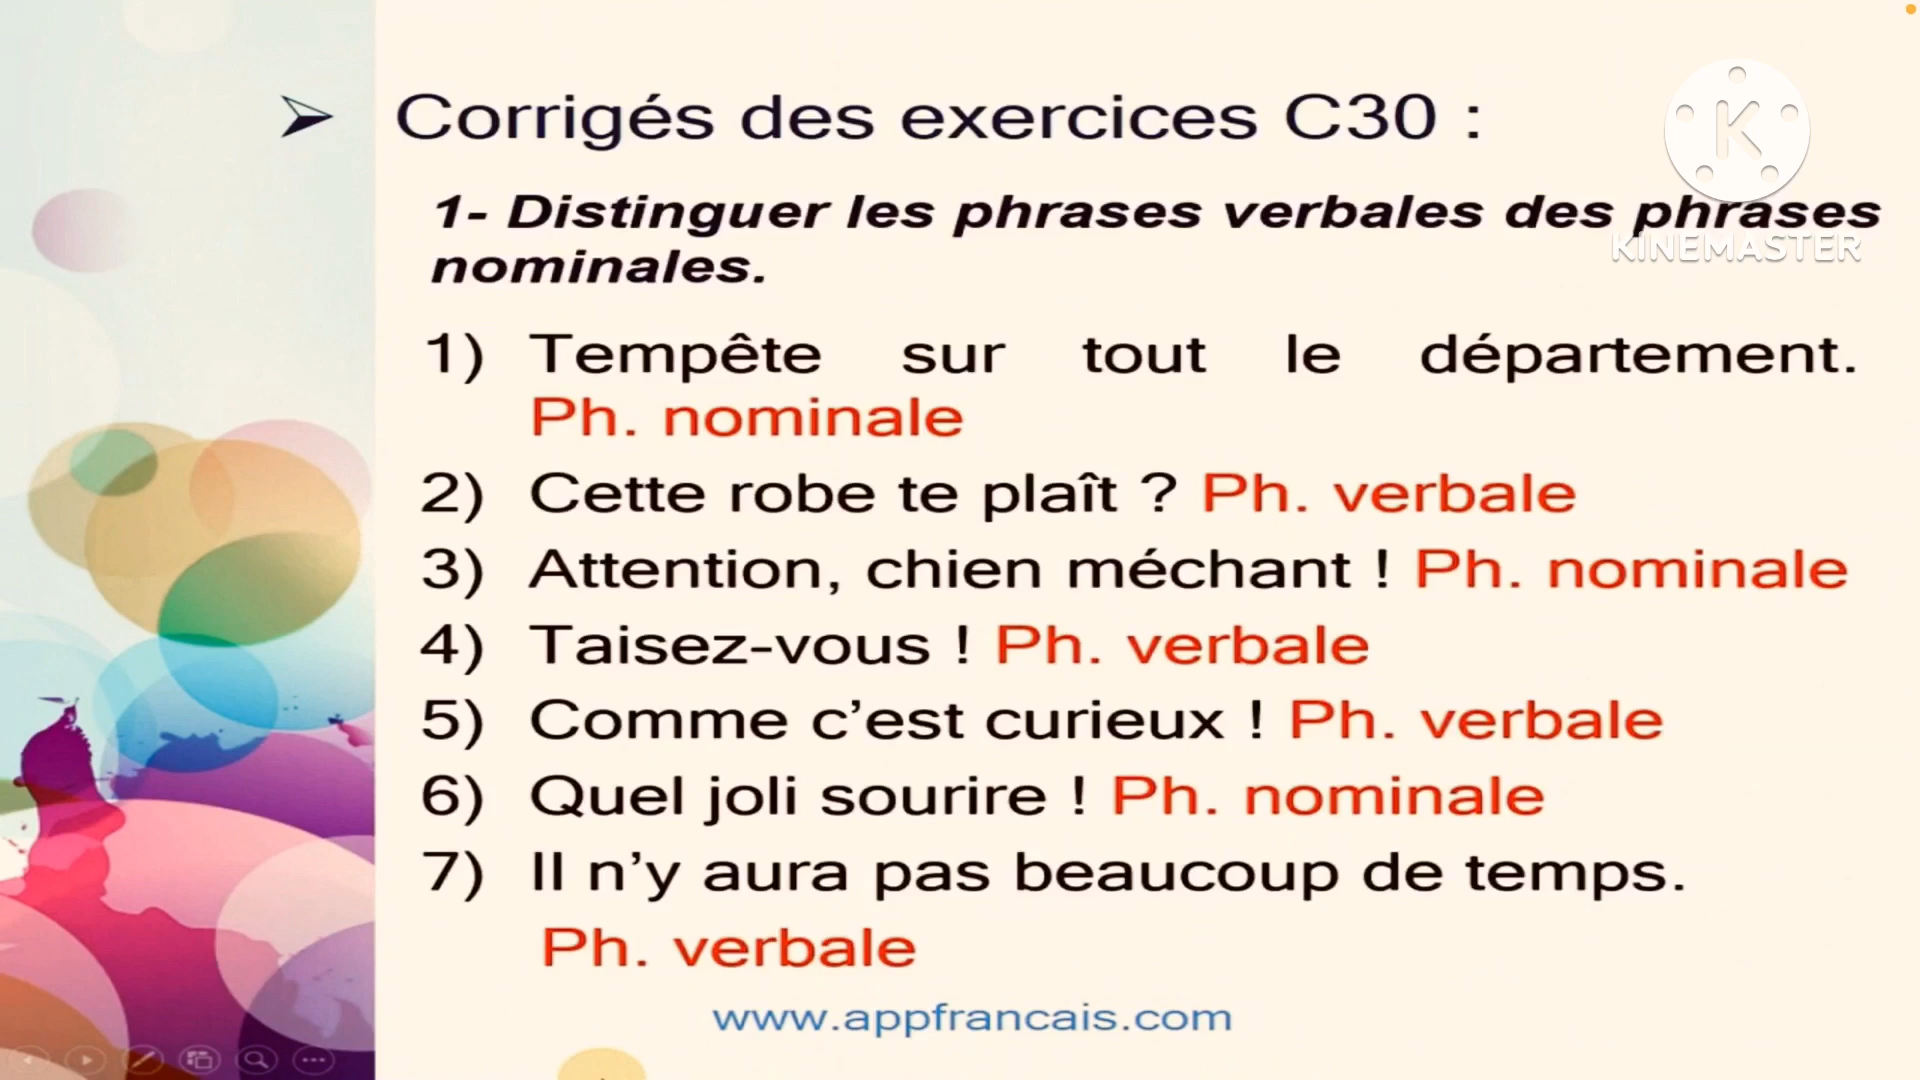 ➢ Corrigés des exercices C30 :
K
KINEMASTER
1- Distinguer les phrases verbales des phrases
nominales.
1) Tempête sur tout le département.
Ph. nominale
2) Cette robe te plaît ? Ph. verbale
3) Attention, chien méchant ! Ph. nominale
4) Taisez-vous ! Ph. verbale
5) Comme c’est curieux ! Ph. verbale
6) Quel joli sourire ! Ph. nominale
7) Il n’y aura pas beaucoup de temps.
Ph. verbale
www.appfrancais.com